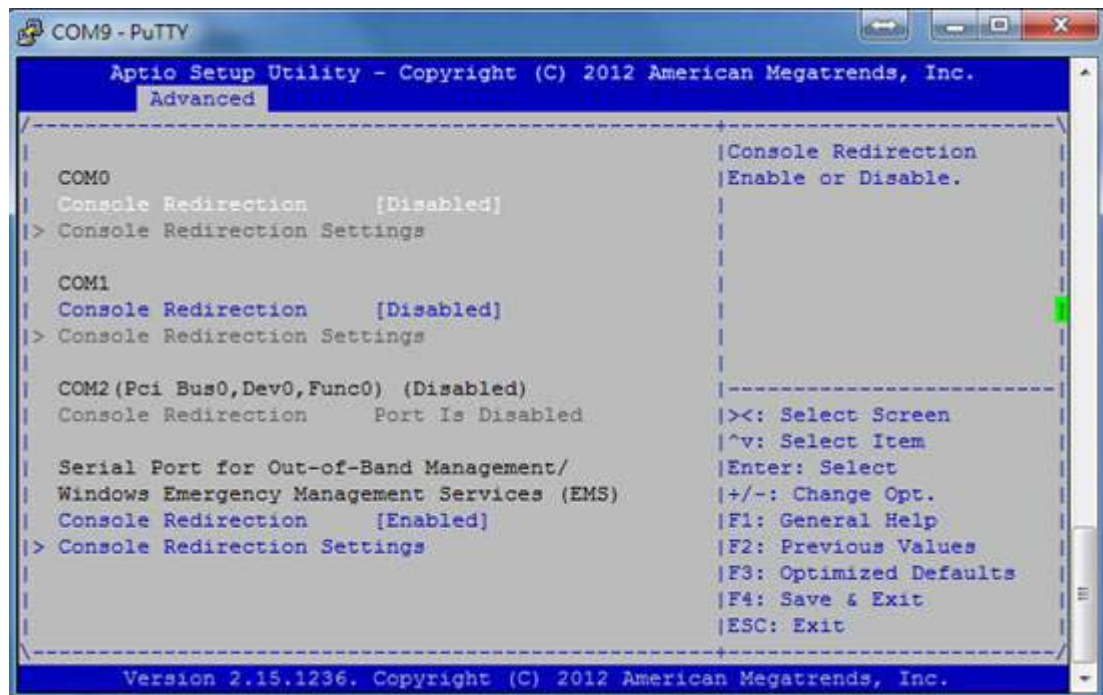 COM9 - PuTTY
Aptio Setup Utility - Copyright (C) 2012 American Megatrends, Inc.
Advanced
/----------------------------------------------------+-------------------------\
COM0
Console Redirection [Disabled]
> Console Redirection Settings
COM1
Console Redirection [Disabled]
> Console Redirection Settings
COM2(Pci Bus0,Dev0,Func0) (Disabled)
Console Redirection Port Is Disabled
Serial Port for Out-of-Band Management/
Windows Emergency Management Services (EMS)
Console Redirection [Enabled]
> Console Redirection Settings
Console Redirection
Enable or Disable.
><: Select Screen
^v: Select Item
Enter: Select
+/-: Change Opt.
F1: General Help
F2: Previous Values
F3: Optimized Defaults
F4: Save & Exit
ESC: Exit
Version 2.15.1236. Copyright (C) 2012 American Megatrends, Inc.